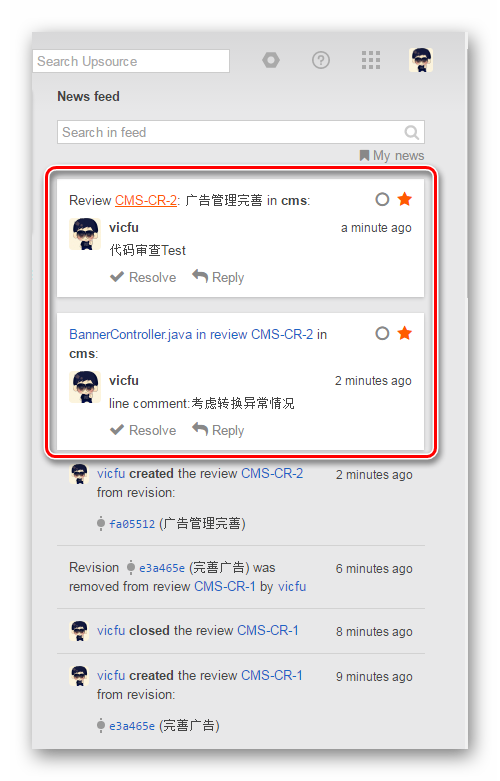 Search Upsource
News feed
Search in feed
My news
Review CMS-CR-2: 广告管理完善 in cms:
vicfu a minute ago
代码审查Test
Resolve Reply
BannerController.java in review CMS-CR-2 in
cms:
vicfu 2 minutes ago
line comment:考虑转换异常情况
Resolve Reply
vicfu created the review CMS-CR-2 2 minutes ago
from revision:
fa05512 (广告管理完善)
Revision e3a465e (完善广告) was 6 minutes ago
removed from review CMS-CR-1 by vicfu
vicfu closed the review CMS-CR-1 8 minutes ago
vicfu created the review CMS-CR-1 9 minutes ago
from revision:
e3a465e (完善广告)